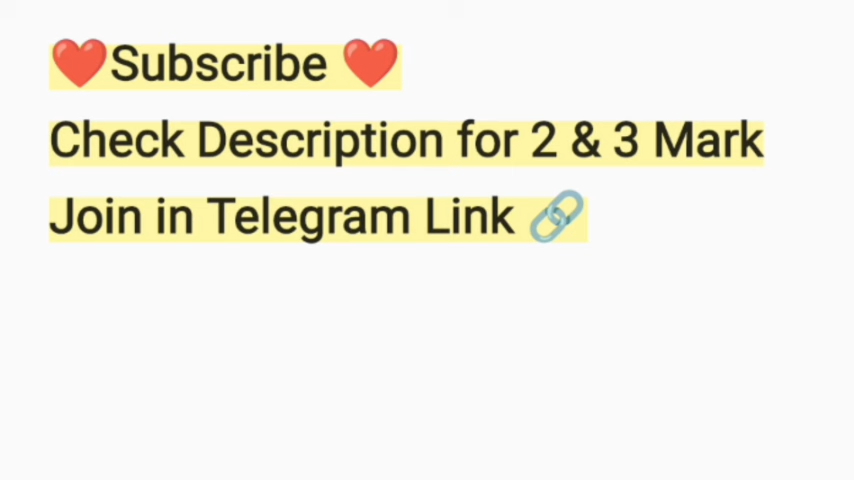 ❤️Subscribe ❤️
Check Description for 2 & 3 Mark
Join in Telegram Link 🔗